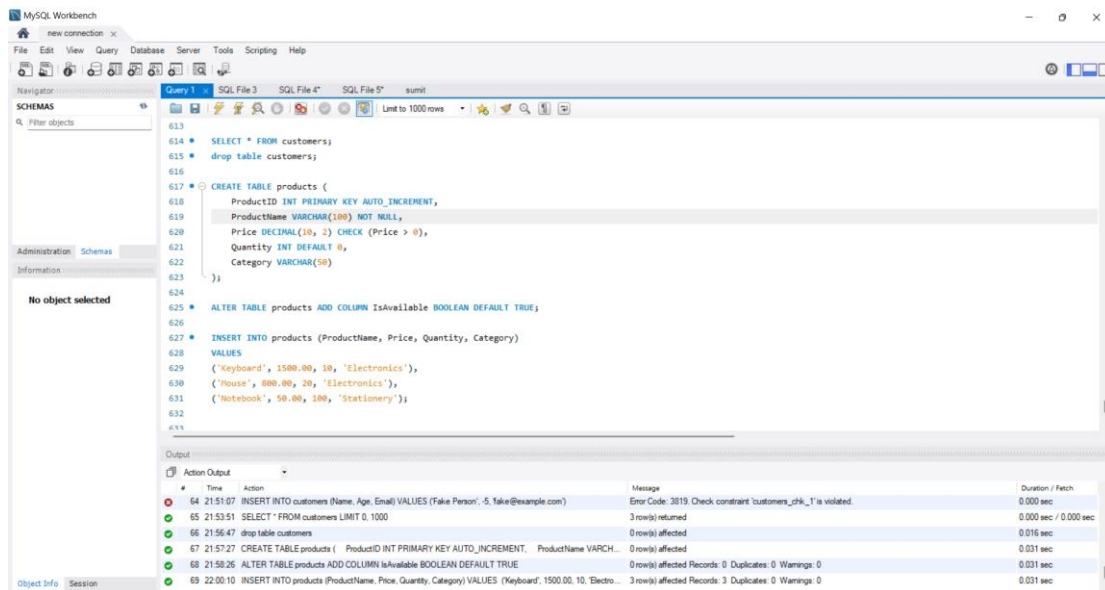 MySQL Workbench
new connection ×
File Edit View Query Database Server Tools Scripting Help
Navigator
SCHEMAS
Filter objects
Administration Schemas
Information
No object selected
Object Info Session
Query 1 × SQL File 3 SQL File 4* SQL File 5* sumit
Limit to 1000 rows
613
614 SELECT * FROM customers;
615 drop table customers;
616
617 CREATE TABLE products (
618 ProductID INT PRIMARY KEY AUTO_INCREMENT,
619 ProductName VARCHAR(100) NOT NULL,
620 Price DECIMAL(10, 2) CHECK (Price > 0),
621 Quantity INT DEFAULT 0,
622 Category VARCHAR(50)
623 );
624
625 ALTER TABLE products ADD COLUMN IsAvailable BOOLEAN DEFAULT TRUE;
626
627 INSERT INTO products (ProductName, Price, Quantity, Category)
628 VALUES
629 ('Keyboard', 1500.00, 10, 'Electronics'),
630 ('Mouse', 800.00, 20, 'Electronics'),
631 ('Notebook', 50.00, 100, 'Stationery');
632
633
Output
Action Output
# Time Action Message Duration / Fetch
64 21:51:07 INSERT INTO customers (Name, Age, Email) VALUES ('Fake Person', -5, 'fake@example.com') Error Code: 3819. Check constraint 'customers_chk_1' is violated. 0.000 sec
65 21:53:51 SELECT * FROM customers LIMIT 0, 1000 3 row(s) returned 0.000 sec / 0.000 sec
66 21:56:47 drop table customers 0 row(s) affected 0.016 sec
67 21:57:27 CREATE TABLE products ( ProductID INT PRIMARY KEY AUTO_INCREMENT, ProductName VARCH... 0 row(s) affected 0.031 sec
68 21:58:26 ALTER TABLE products ADD COLUMN IsAvailable BOOLEAN DEFAULT TRUE 0 row(s) affected Records: 0 Duplicates: 0 Warnings: 0 0.031 sec
69 22:00:10 INSERT INTO products (ProductName, Price, Quantity, Category) VALUES ('Keyboard', 1500.00, 10, 'Electro... 3 row(s) affected Records: 3 Duplicates: 0 Warnings: 0 0.031 sec